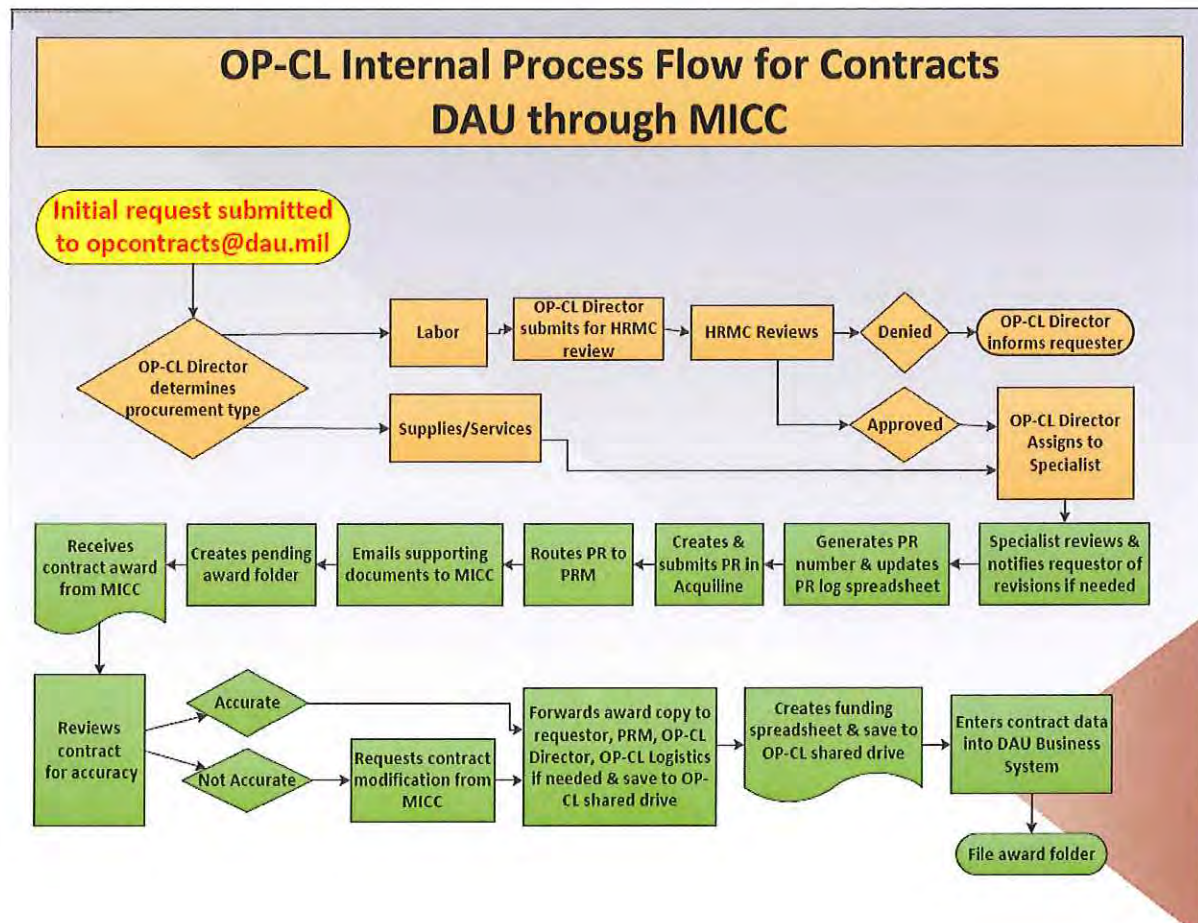 OP-CL Internal Process Flow for Contracts
DAU through MICC
Initial request submitted
to opcontracts@dau.mil
OP-CL Director
determines
procurement type
Labor
OP-CL Director
submits for HRMC
review
HRMC Reviews
Denied
OP-CL Director
informs requester
Supplies/Services
Approved
OP-CL Director
Assigns to
Specialist
Specialist reviews &
notifies requestor of
revisions if needed
Generates PR
number & updates
PR log spreadsheet
Creates &
submits PR in
Acquiline
Routes PR to
PRM
Emails supporting
documents to MICC
Creates pending
award folder
Receives
contract award
from MICC
Reviews
contract
for accuracy
Accurate
Not Accurate
Requests contract
modification from
MICC
Forwards award copy to
requestor, PRM, OP-CL
Director, OP-CL Logistics
if needed & save to OP-
CL shared drive
Creates funding
spreadsheet & save to
OP-CL shared drive
Enters contract data
into DAU Business
System
File award folder